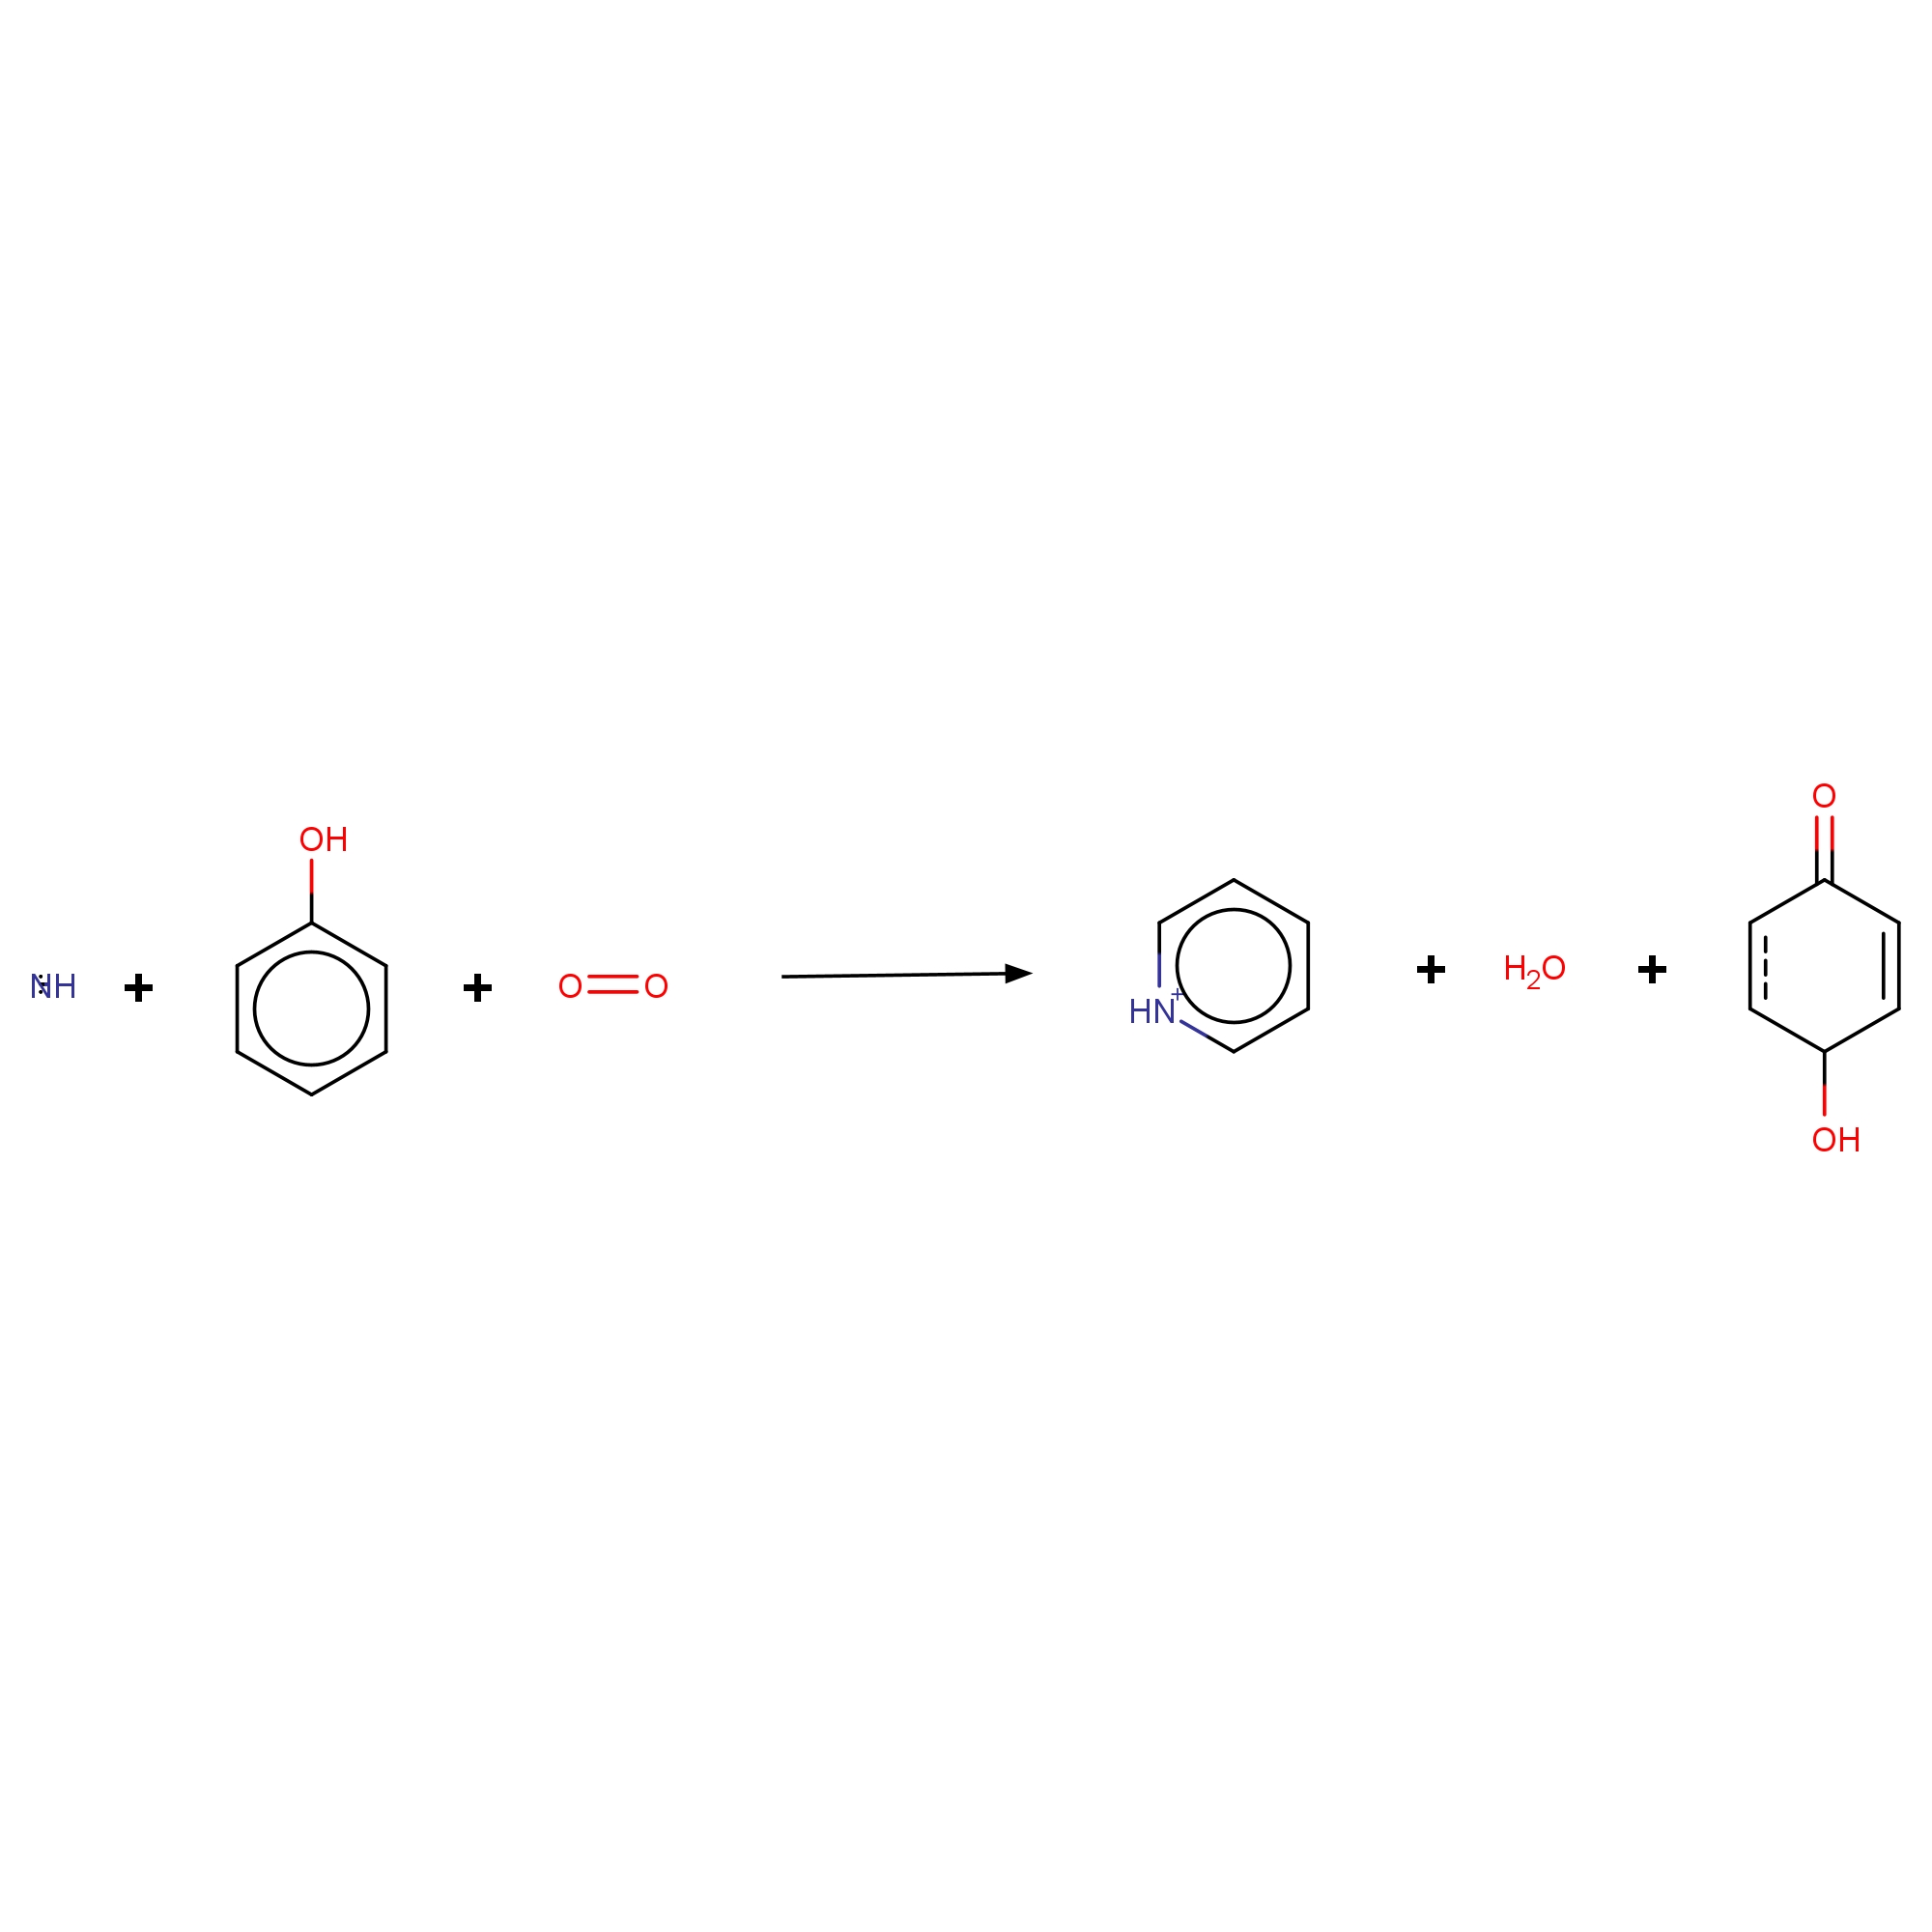 O
OH
NH + + O O HN+ + H2O +
OH